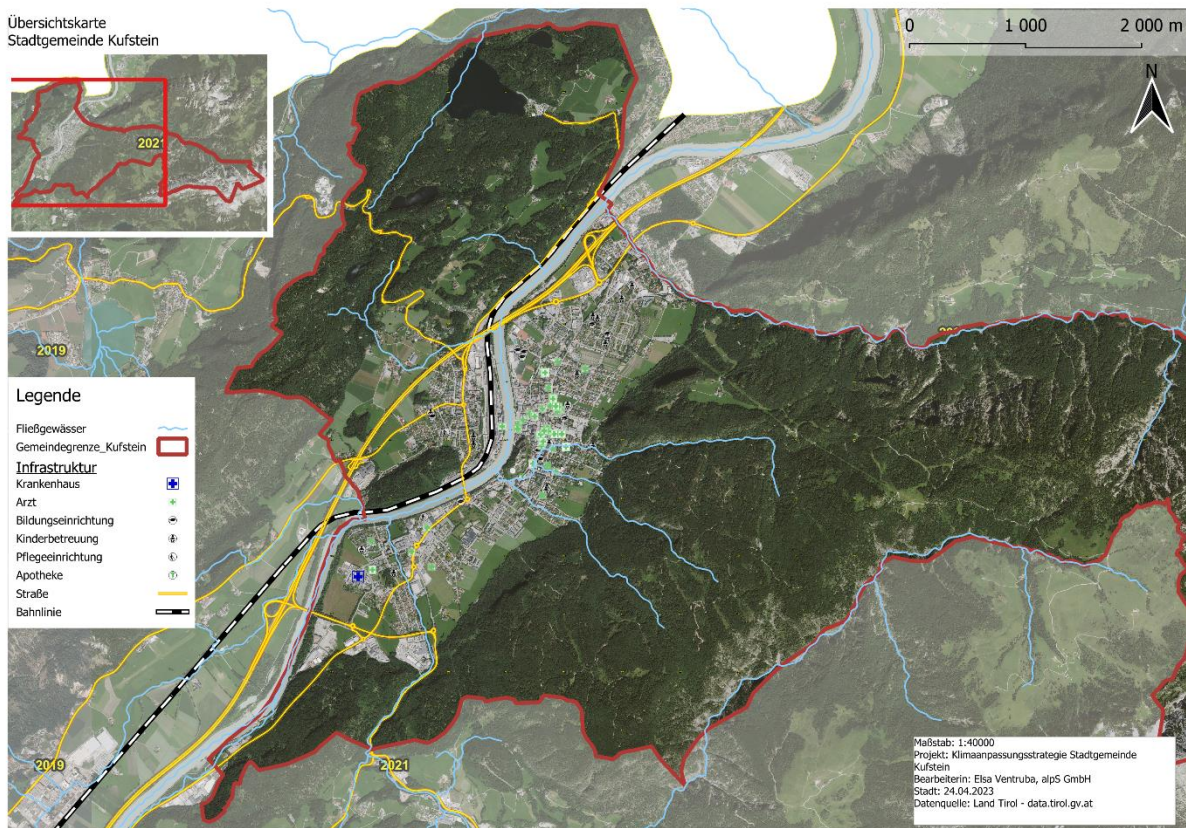 Übersichtskarte
Stadtgemeinde Kufstein
0 1 000 2 000 m
N
2021
2019
Legende
Fließgewässer
Gemeindegrenze_Kufstein
Infrastruktur
Krankenhaus
Arzt
Bildungseinrichtung
Kinderbetreuung
Pflegeeinrichtung
Apotheke
Straße
Bahnlinie
2019
2021
Maßstab: 1:40000
Projekt: Klimaanpassungsstrategie Stadtgemeinde
Kufstein
Bearbeiterin: Elsa Ventruba, alpS GmbH
Stadt: 24.04.2023
Datenquelle: Land Tirol - data.tirol.gv.at